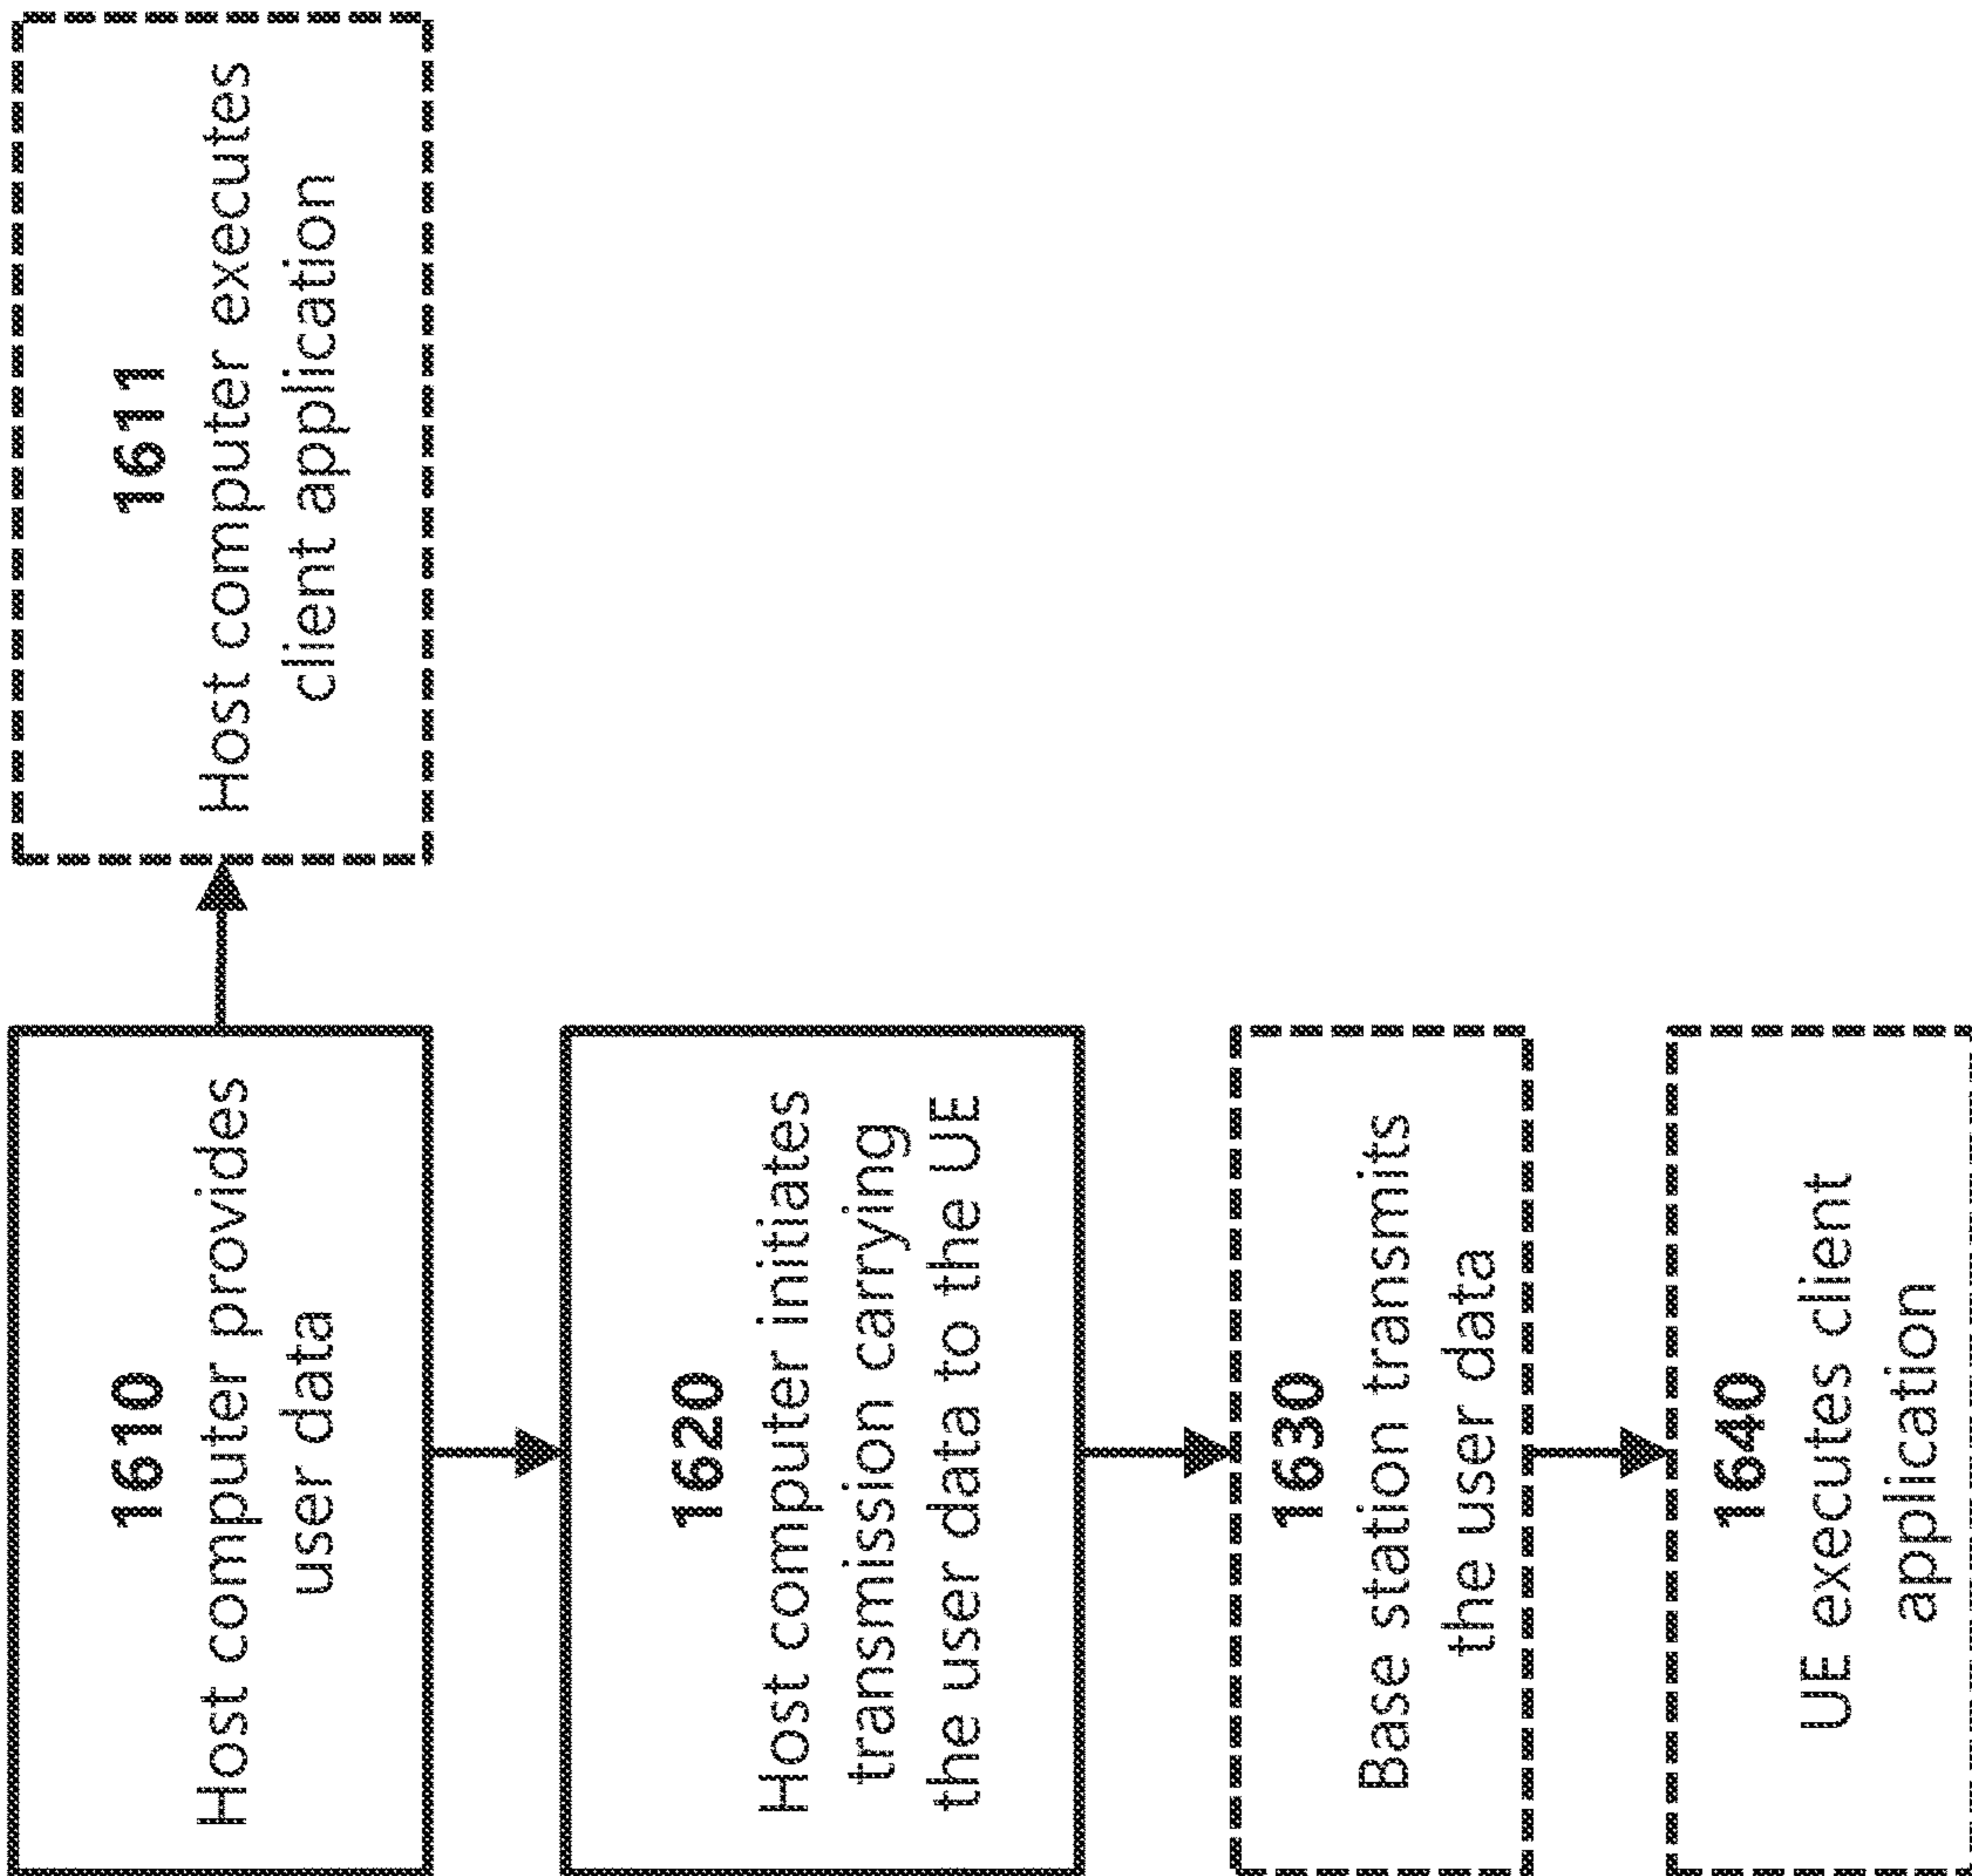 1610
Host computer provides
user data
1611
Host computer executes
client application
1620
Host computer initiates
transmission carrying
the user data to the UE
1630
Base station transmits
the user data
1640
UE executes client
application